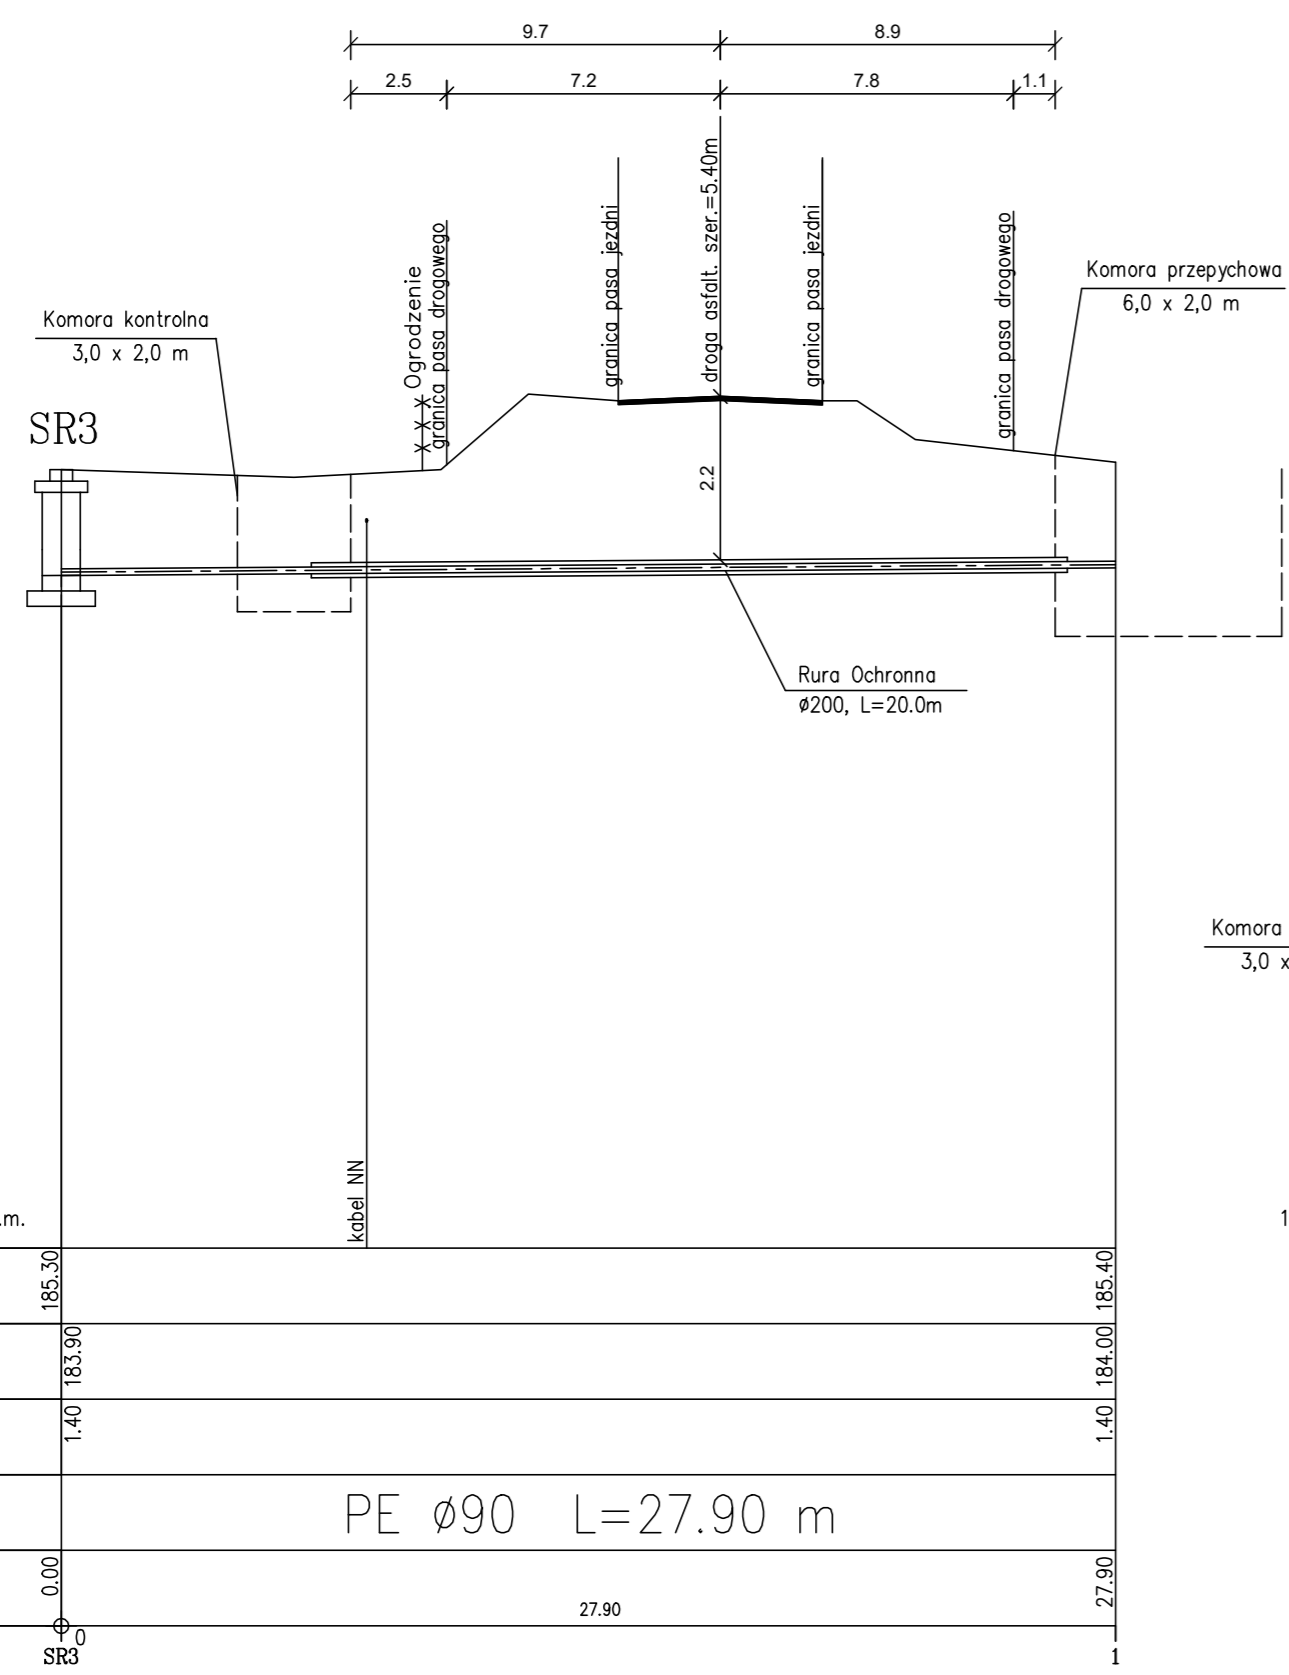 9.7
8.9
2.5
7.2
7.8
1.1
droga asfalt. szer.=5.40m
granica pasa jezdni
granica pasa jezdni
granica pasa drogowego
granica pasa drogowego
Ogrodzenie
Komora przepychowa
6,0 x 2,0 m
Komora kontrolna
3,0 x 2,0 m
SR3
2.2
Rura Ochronna
ø200, L=20.0m
Komora
3,0 x
kabel NN
.m.
1
185.30
185.40
183.90
184.00
1.40
1.40
PE ø90 L=27.90 m
0.00
27.90
27.90
0
SR3
1